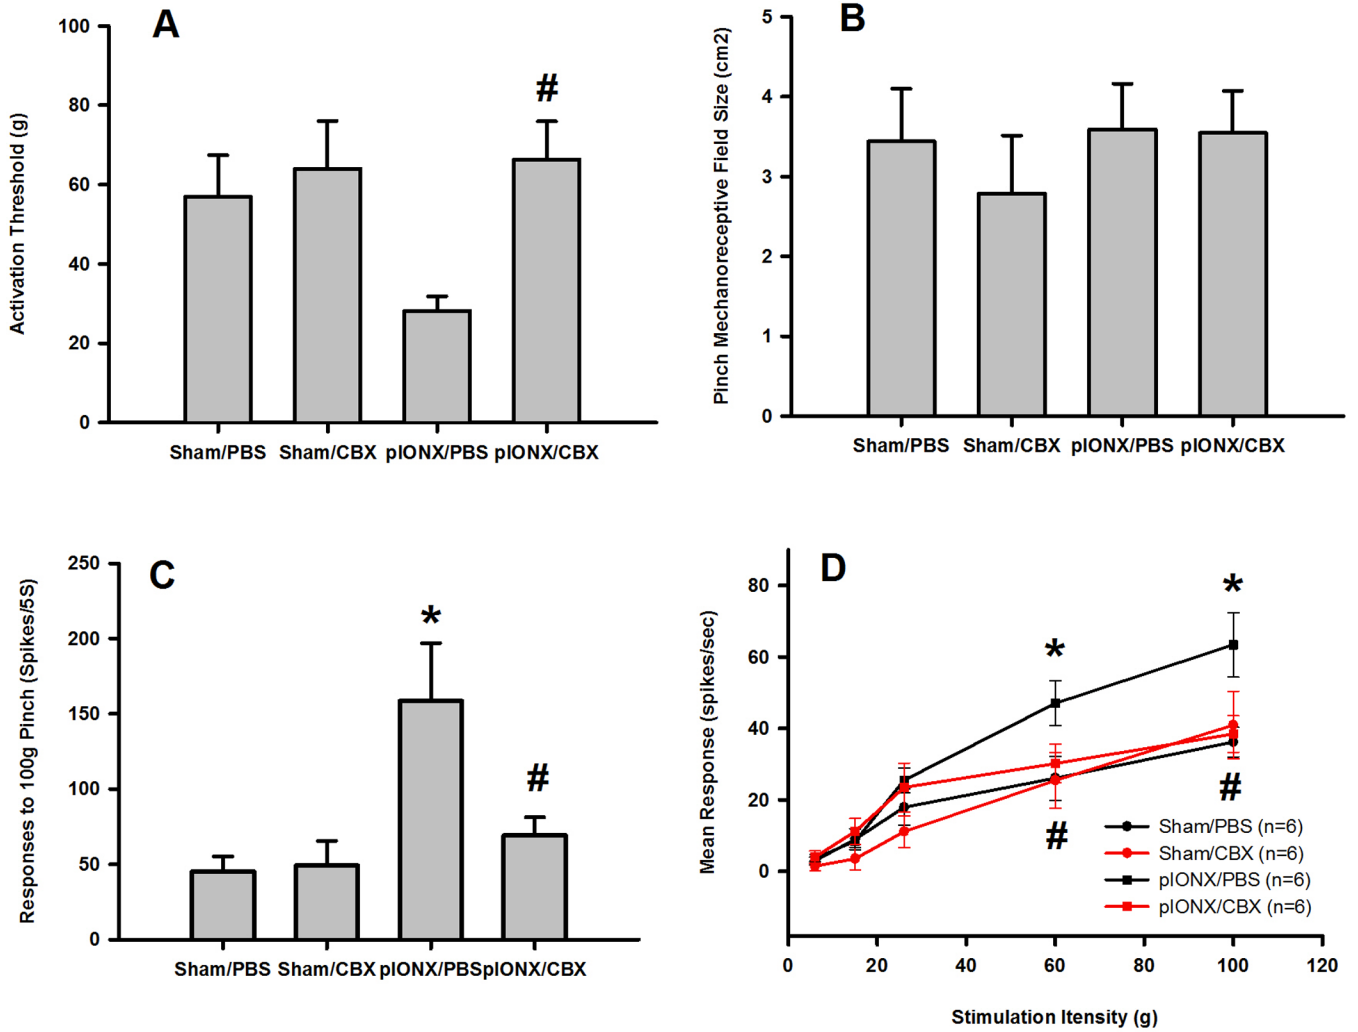 A
Activation Threshold (g)
100
80
60
40
20
0
#
Sham/PBS Sham/CBX pIONX/PBS pIONX/CBX
B
Pinch Mechanoreceptive Field Size (cm2)
5
4
3
2
1
0
Sham/PBS Sham/CBX pIONX/PBS pIONX/CBX
C
Responses to 100g Pinch (Spikes/5S)
250
200
150
100
50
0
*
#
Sham/PBS Sham/CBX pIONX/PBS pIONX/CBX
D
Mean Response (spikes/sec)
80
60
40
20
0
*
*
#
#
Sham/PBS (n=6)
Sham/CBX (n=6)
pIONX/PBS (n=6)
pIONX/CBX (n=6)
0 20 40 60 80 100 120
Stimulation Itensity (g)